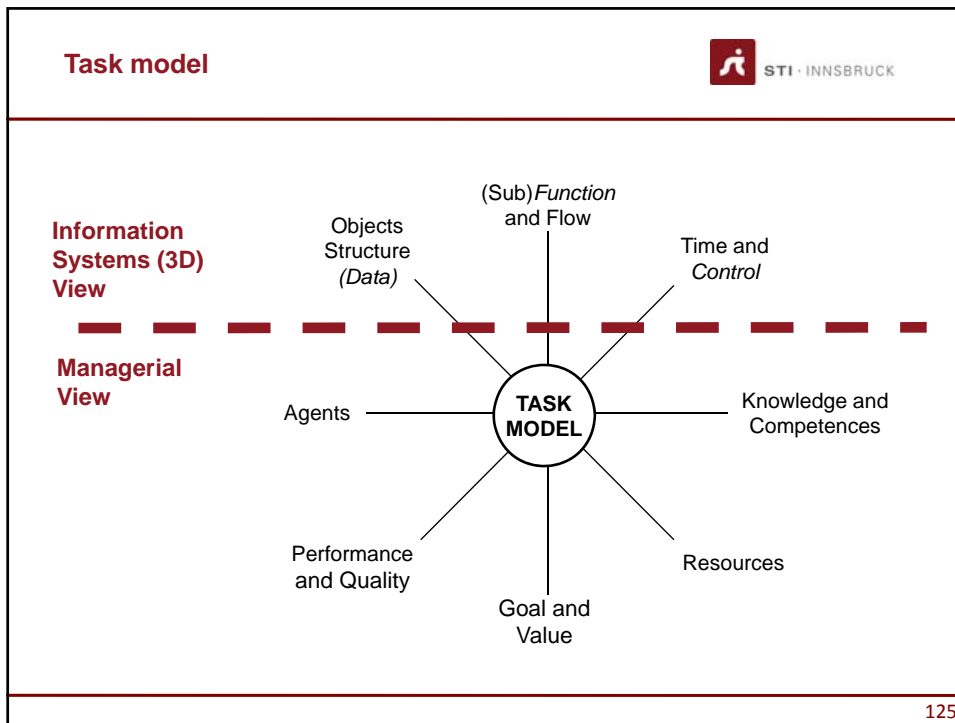 Task model
STI · INNSBRUCK
(Sub)Function
and Flow
Objects
Structure
(Data)
Time and
Control
Information
Systems (3D)
View
Managerial
View
Agents
TASK
MODEL
Knowledge and
Competences
Performance
and Quality
Resources
Goal and
Value
125